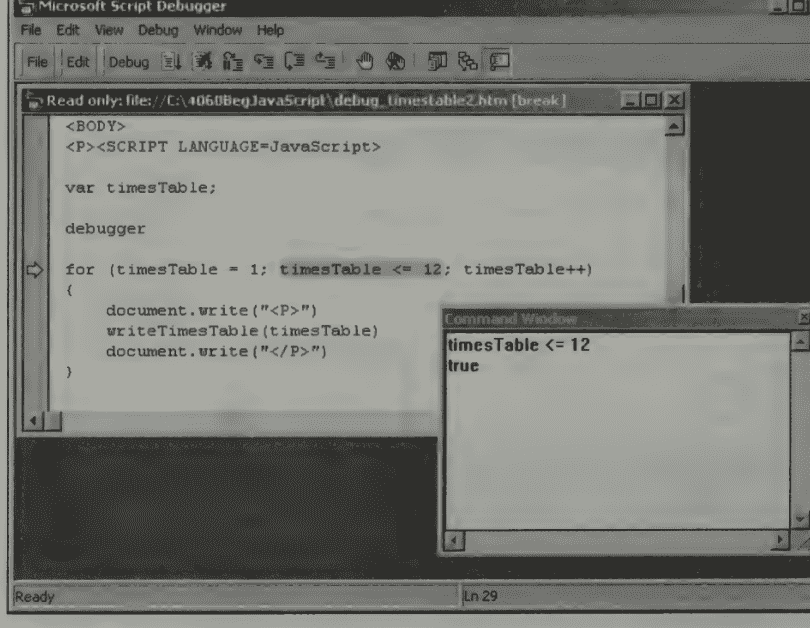 Microsoft Script Debugger
File Edit View Debug Window Help
File Edit Debug
Read only: file://C:\4060BegJavaScript\debug_timestable2.htm [break]
<BODY>
<P><SCRIPT LANGUAGE=JavaScript>
var timesTable;
debugger
for (timesTable = 1; timesTable <= 12; timesTable++)
{
document.write("<P>")
writeTimesTable(timesTable)
document.write("</P>")
}
Command Window
timesTable <= 12
true
Ready
Ln 29